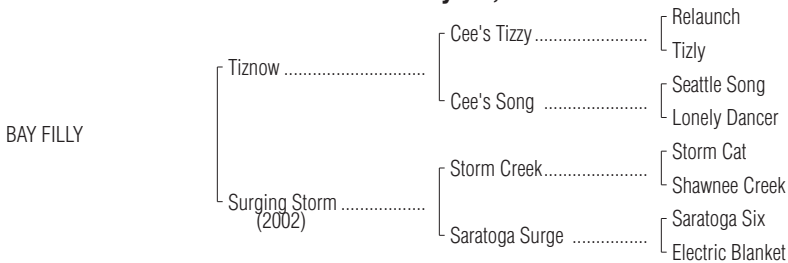 Relaunch
Cee's Tizzy ........................
Tizly
Tiznow ..............................
Seattle Song
Cee's Song ......................
Lonely Dancer
BAY FILLY
Storm Cat
Storm Creek......................
Shawnee Creek
Surging Storm ..................
(2002)
Saratoga Six
Saratoga Surge ................
Electric Blanket